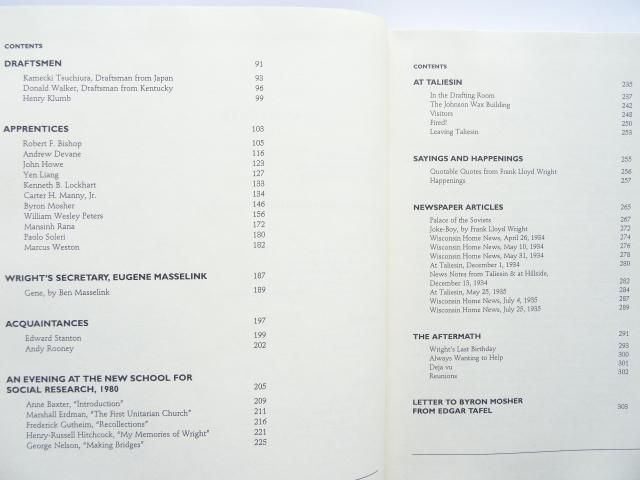 CONTENTS
DRAFTSMEN 91
Kamecki Tsuchiura, Draftsman from Japan 93
Donald Walker, Draftsman from Kentucky 96
Henry Klumb 99
APPRENTICES 103
Robert F. Bishop 105
Andrew Devane 116
John Howe 123
Yen Liang 127
Kenneth B. Lockhart 133
Carter H. Manny, Jr. 134
Byron Mosher 146
William Wesley Peters 156
Mansinh Rana 172
Paolo Soleri 180
Marcus Weston 182
WRIGHT'S SECRETARY, EUGENE MASSELINK 187
Gene, by Ben Masselink 189
ACQUAINTANCES 197
Edward Stanton 199
Andy Rooney 202
AN EVENING AT THE NEW SCHOOL FOR
SOCIAL RESEARCH, 1980 205
Anne Baxter, "Introduction" 209
Marshall Erdman, "The First Unitarian Church" 211
Frederick Gutheim, "Recollections" 216
Henry-Russell Hitchcock, "My Memories of Wright" 221
George Nelson, "Making Bridges" 225
CONTENTS
AT TALIESIN 235
In the Drafting Room 237
The Johnson Wax Building 242
Visitors 248
Fired! 250
Leaving Taliesin 253
SAYINGS AND HAPPENINGS 255
Quotable Quotes from Frank Lloyd Wright 256
Happenings 257
NEWSPAPER ARTICLES 265
Palace of the Soviets 267
Joke-Boy, by Frank Lloyd Wright 272
Wisconsin Home News, April 26, 1934 274
Wisconsin Home News, May 10, 1934 276
Wisconsin Home News, May 31, 1934 278
At Taliesin, December 1, 1934 280
News Notes from Taliesin & at Hillside,
December 13, 1934 282
At Taliesin, May 25, 1935 284
Wisconsin Home News, July 4, 1935 287
Wisconsin Home News, July 25, 1935 289
THE AFTERMATH 291
Wright's Last Birthday 293
Always Wanting to Help 300
Deja vu 301
Reunions 302
LETTER TO BYRON MOSHER
FROM EDGAR TAFEL 303